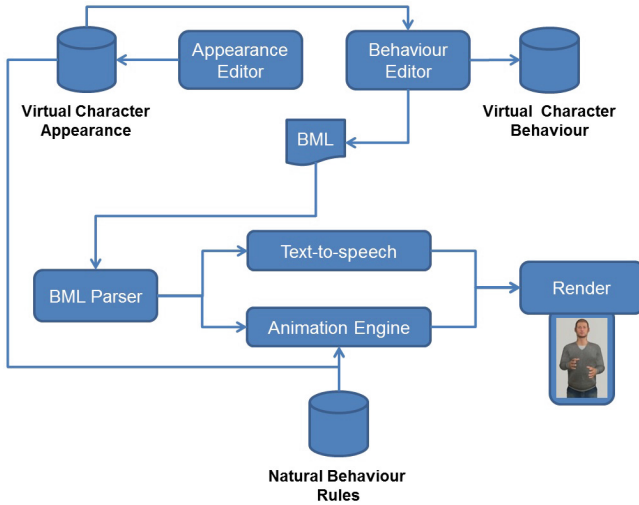 Appearance
Editor
Behaviour
Editor
Virtual Character
Appearance
Virtual  Character
Behaviour
BML
Text-to-speech
BML Parser
Render
Animation Engine
Natural Behaviour
Rules